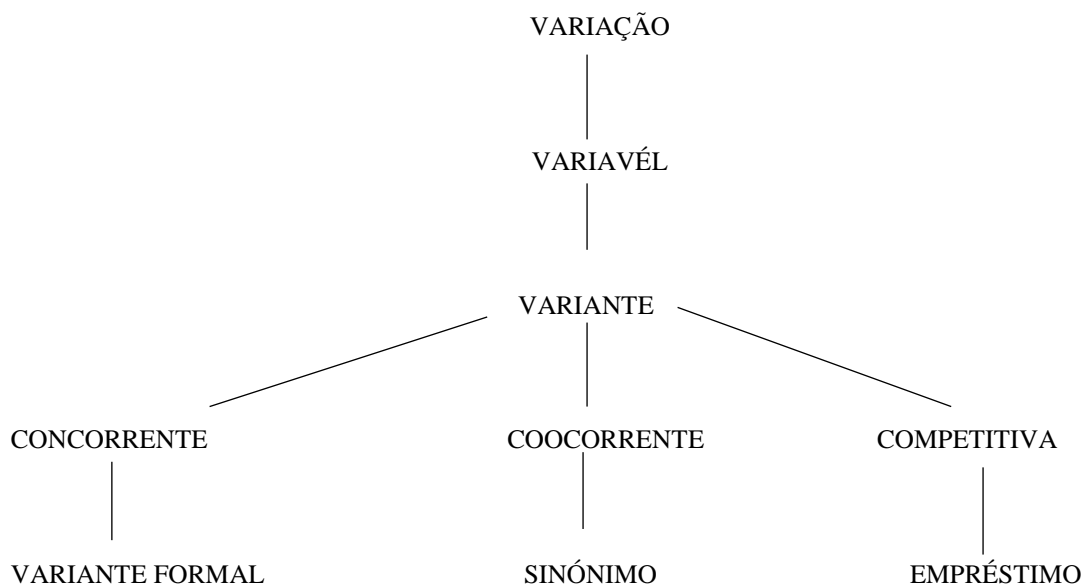 VARIAÇÃO
VARIAVÉL
VARIANTE
CONCORRENTE COOCORRENTE COMPETITIVA
VARIANTE FORMAL SINÓNIMO EMPRÉSTIMO